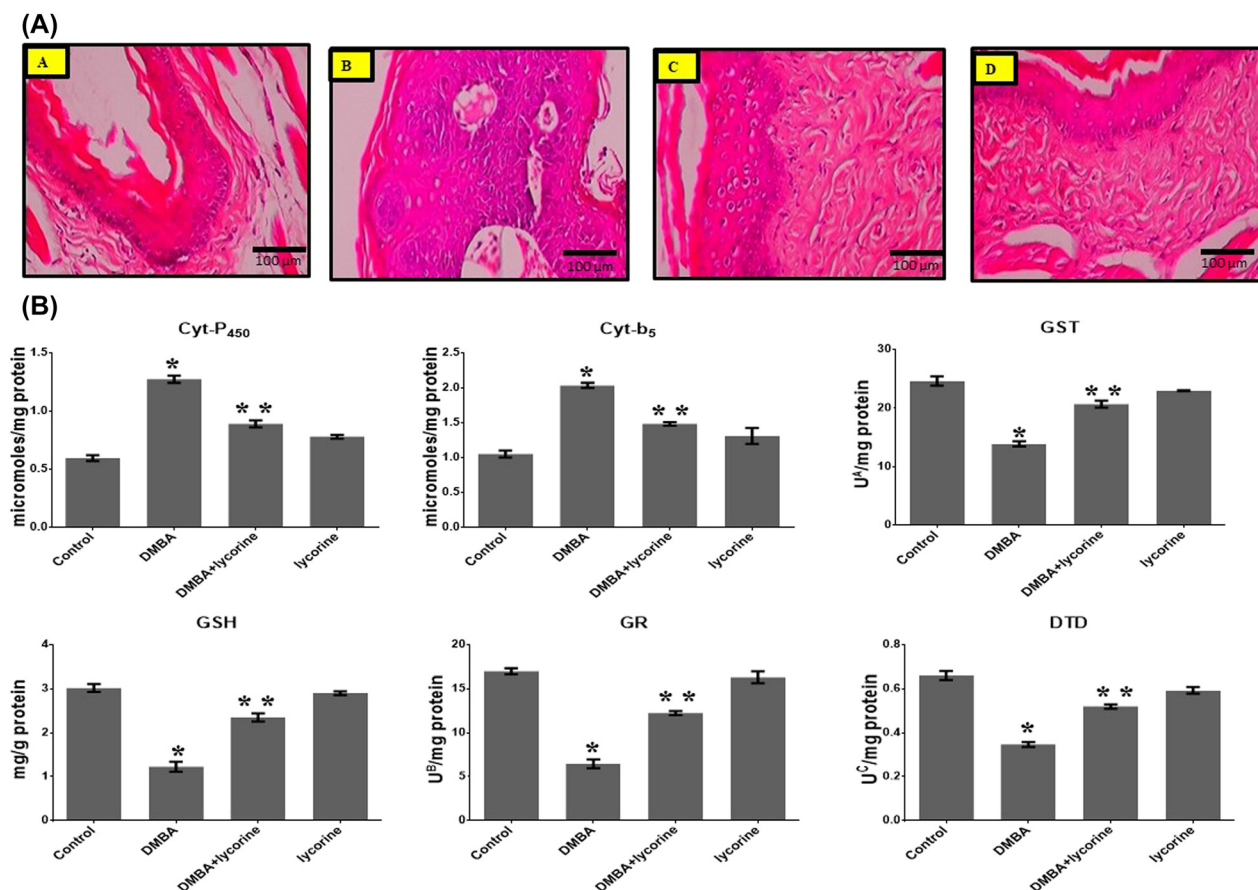 (A)
A
B
C
D
100 µm
100 µm
100 µm
100 µm
(B)
Cyt-P450
micromoles/mg protein
1.5
1.0
0.5
0.0
*
* *
Control
DMBA
DMBA+lycorine
lycorine
Cyt-b5
micromoles/mg protein
2.5
2.0
1.5
1.0
0.5
0.0
*
* *
Control
DMBA
DMBA+lycorine
lycorine
GST
U^A/mg protein
30
20
10
0
*
* *
Control
DMBA
DMBA+lycorine
lycorine
GSH
mg/g protein
4
3
2
1
0
*
* *
Control
DMBA
DMBA+lycorine
lycorine
GR
U^B/mg protein
20
15
10
5
0
*
* *
Control
DMBA
DMBA+lycorine
lycorine
DTD
U^C/mg protein
0.8
0.6
0.4
0.2
0.0
*
* *
Control
DMBA
DMBA+lycorine
lycorine